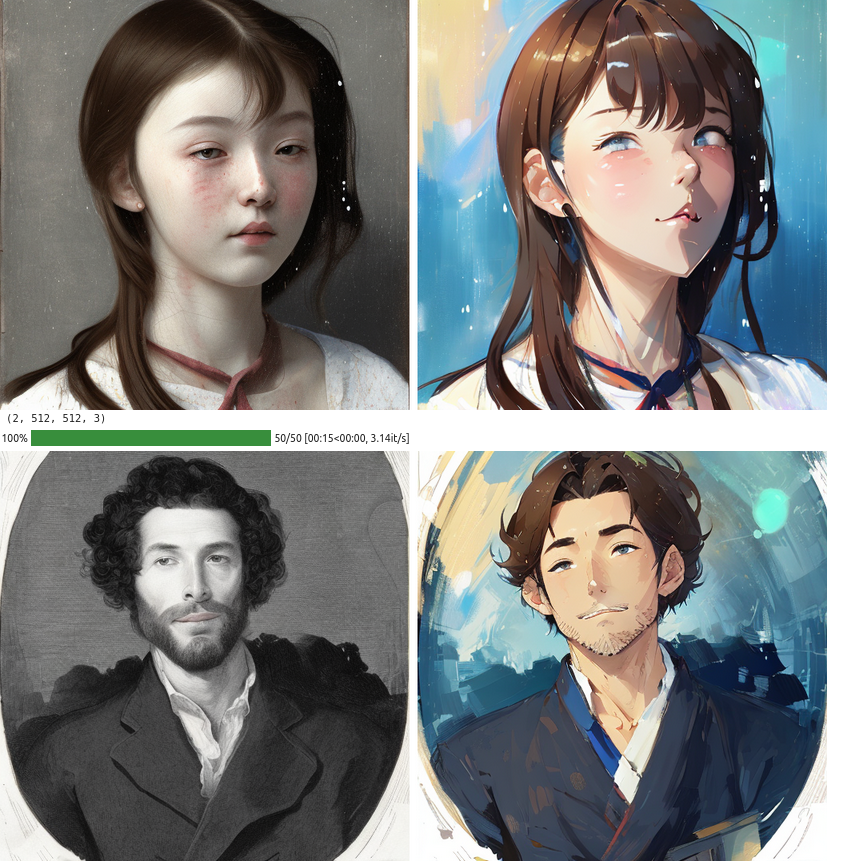 (2, 512, 512, 3)
100% 50/50 [00:15<00:00, 3.14it/s]